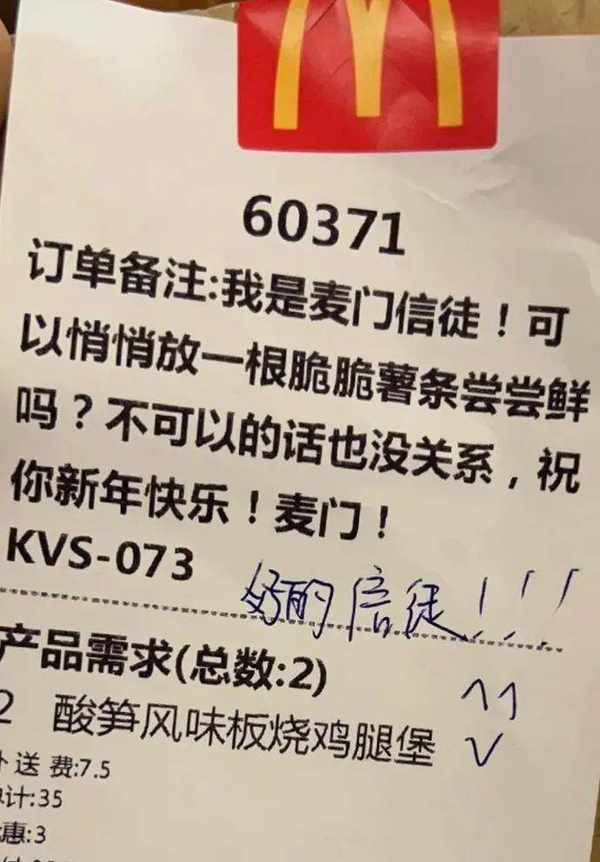 60371
订单备注:我是麦门信徒！可
以悄悄放一根脆脆薯条尝尝鲜
吗？不可以的话也没关系，祝
你新年快乐！麦门！
KVS-073
好的信徒！！！
产品需求(总数:2)
2 酸笋风味板烧鸡腿堡
外送费:7.5
总计:35
优惠:3